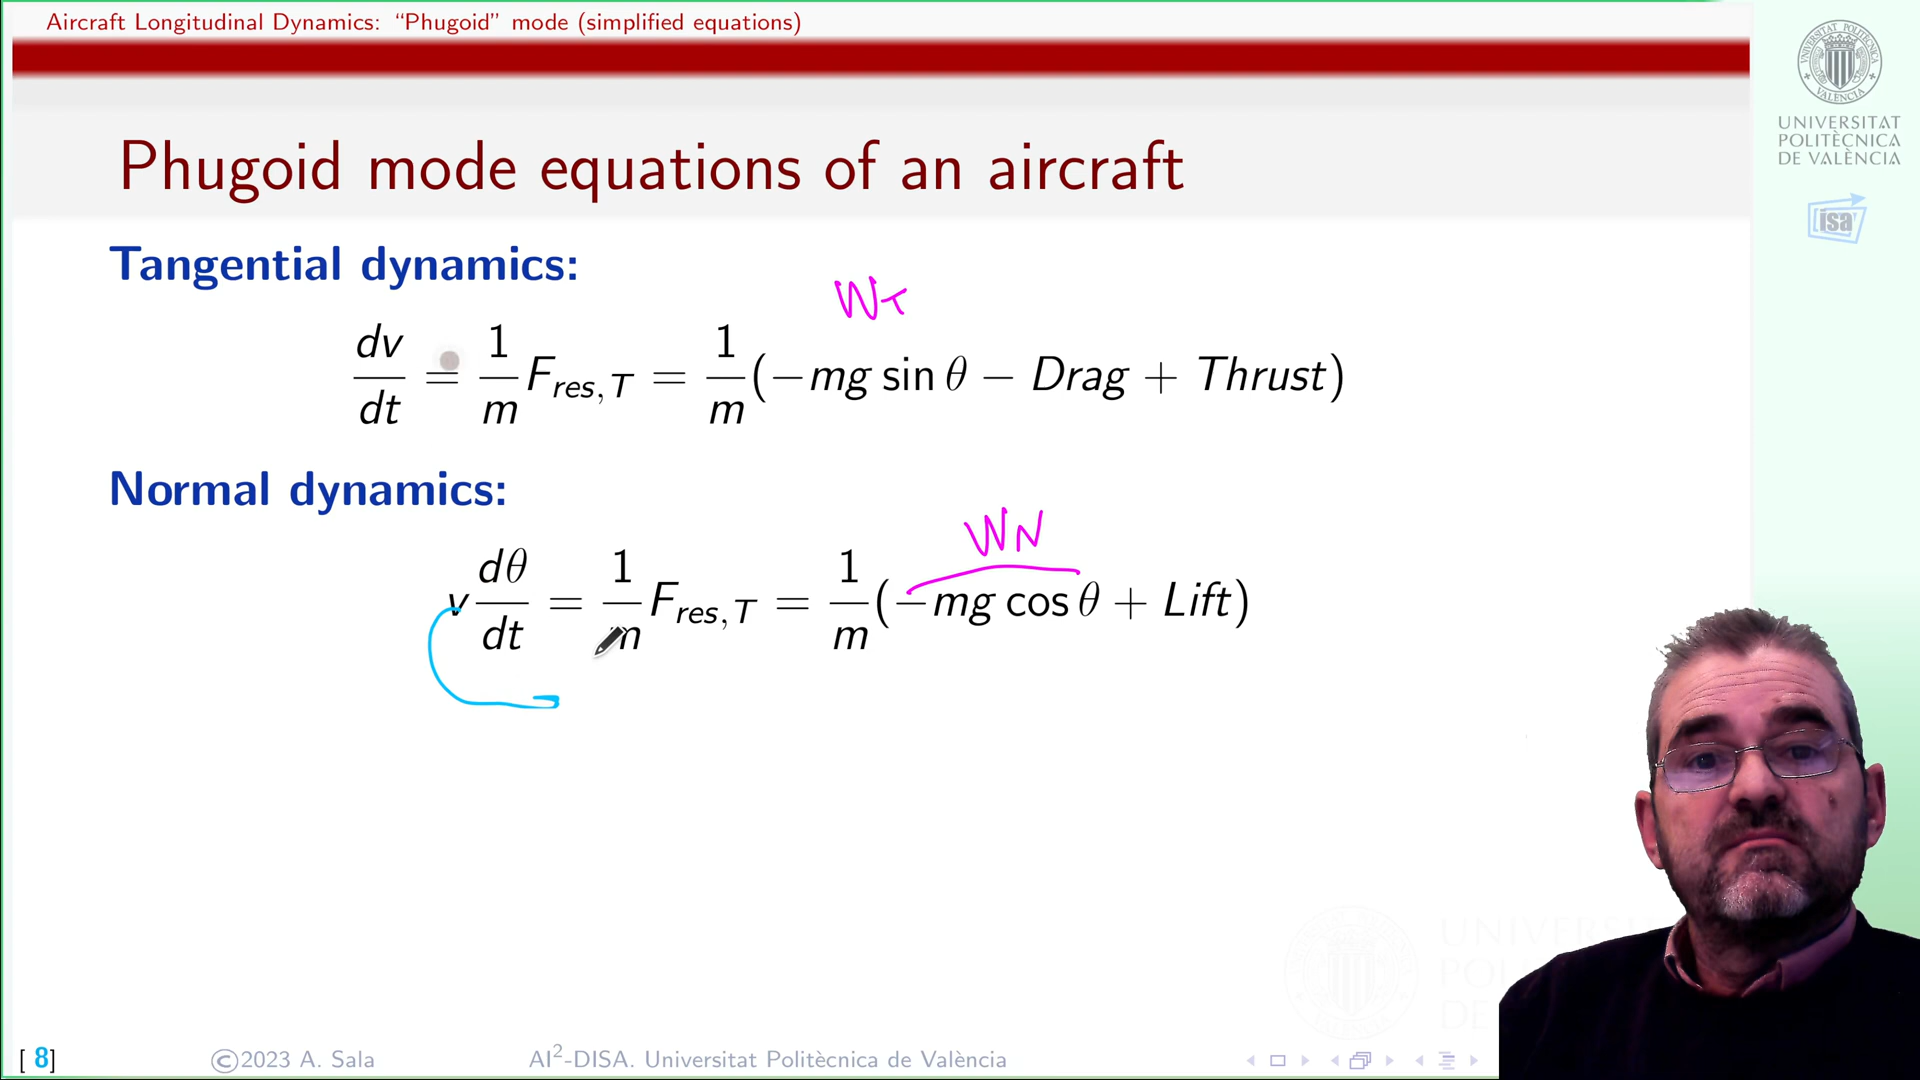 Aircraft Longitudinal Dynamics: “Phugoid” mode (simplified equations)
UNIVERSITAT
POLITÈCNICA
DE VALÈNCIA
isa
Phugoid mode equations of an aircraft
Tangential dynamics:
WT
dv/dt = 1/m F_res,T = 1/m (−mg sin θ − Drag + Thrust)
Normal dynamics:
WN
v dθ/dt = 1/m F_res,T = 1/m (−mg cos θ + Lift)
[ 8]
©2023 A. Sala
AI²-DISA. Universitat Politècnica de València